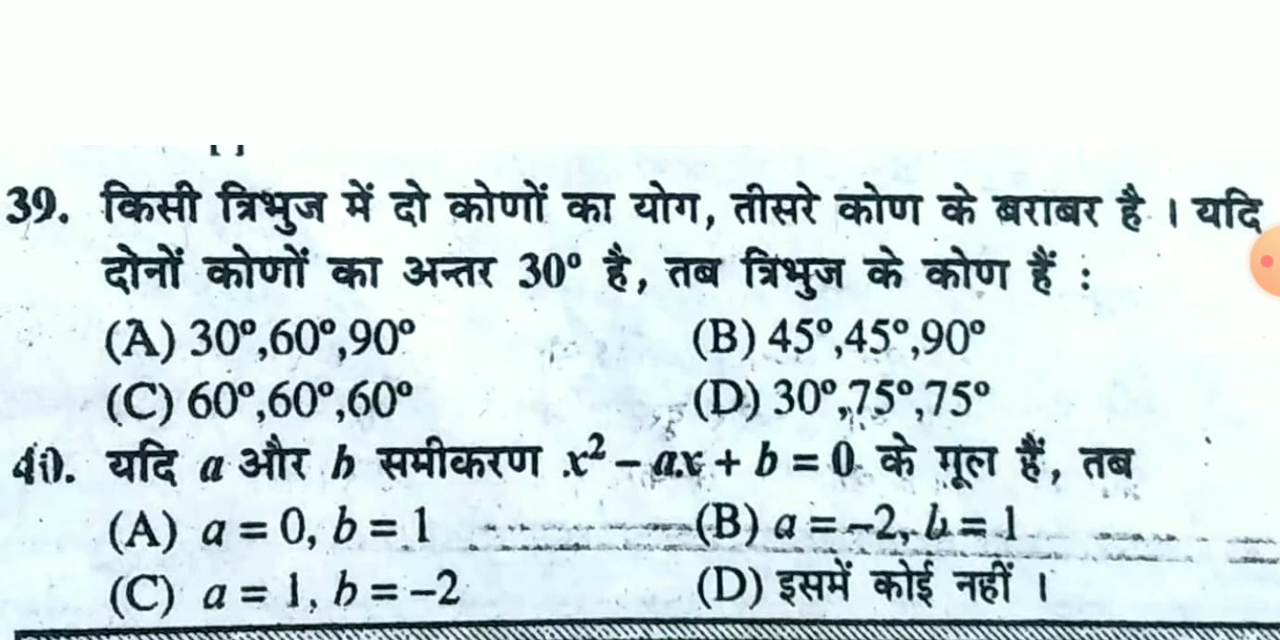 39. किसी त्रिभुज में दो कोणों का योग, तीसरे कोण के बराबर है । यदि
दोनों कोणों का अन्तर 30° है, तब त्रिभुज के कोण हैं :
(A) 30°,60°,90° (B) 45°,45°,90°
(C) 60°,60°,60° (D) 30°,75°,75°
40. यदि a और b समीकरण x² – ax + b = 0 के मूल हैं, तब
(A) a = 0, b = 1 (B) a = –2, b = 1
(C) a = 1, b = –2 (D) इसमें कोई नहीं ।